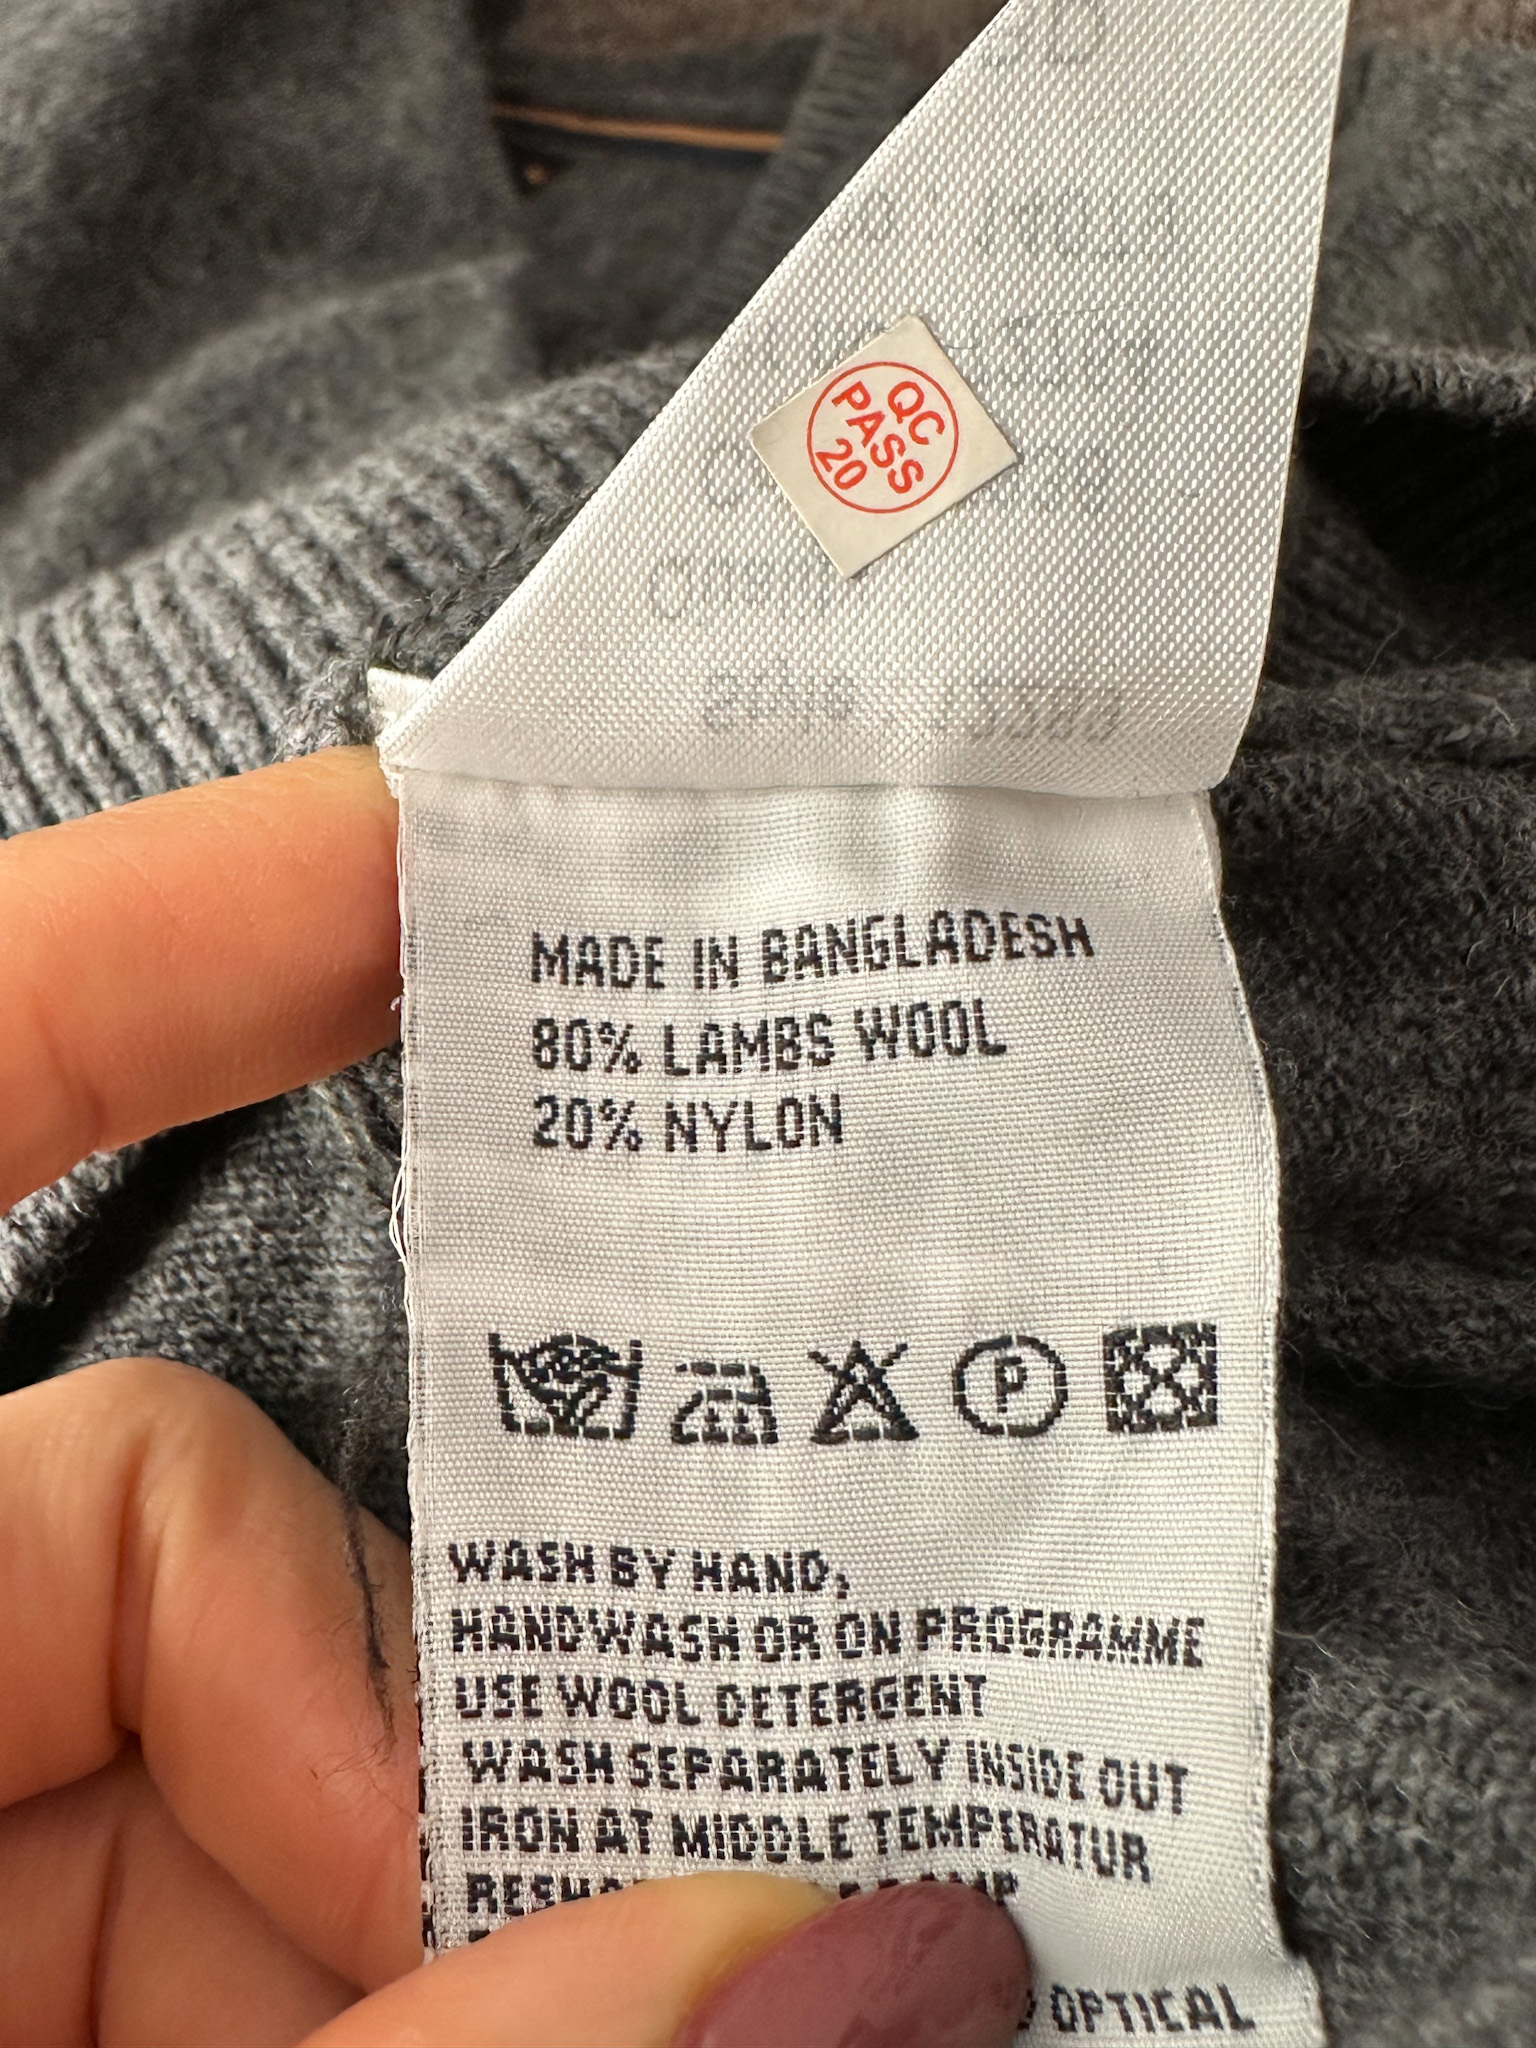 QC
PASS
20
MADE IN BANGLADESH
80% LAMBS WOOL
20% NYLON
P
WASH BY HAND,
HANDWASH OR ON PROGRAMME
USE WOOL DETERGENT
WASH SEPARATELY INSIDE OUT
IRON AT MIDDLE TEMPERATUR
OPTICAL